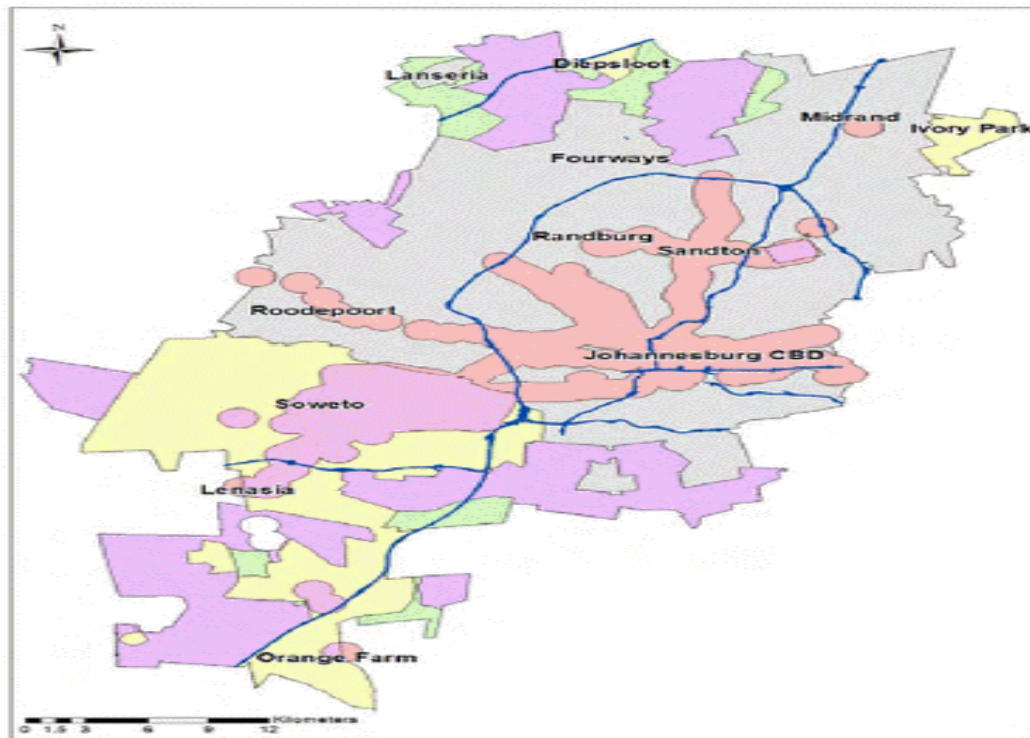 N
Lanseria
Diepsloot
Midrand
Ivory Park
Fourways
Randburg
Sandton
Roodepoort
Johannesburg CBD
Soweto
Lenasia
Orange Farm
Kilometers
0 1.5 3 6 9 12